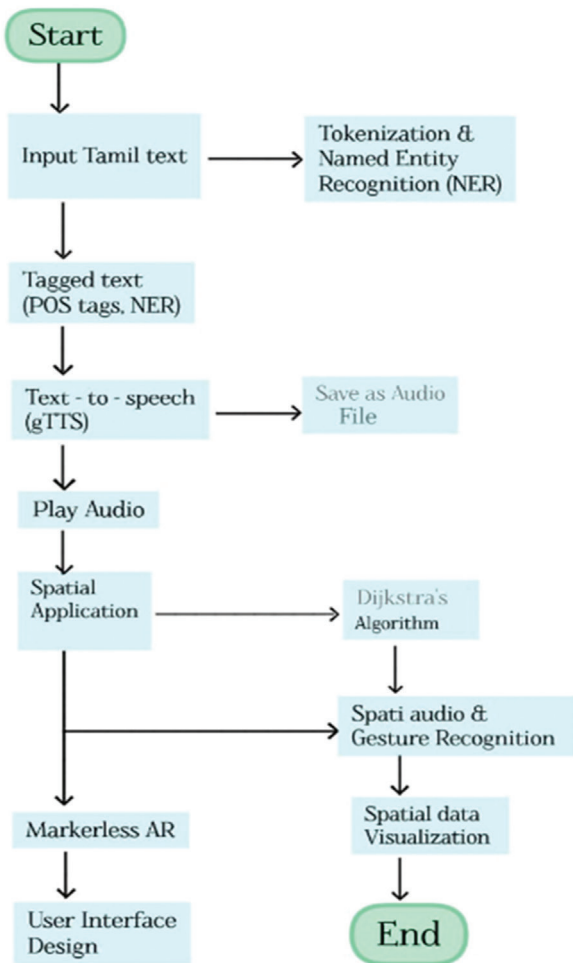 Start
Input Tamil text
Tokenization &
Named Entity
Recognition (NER)
Tagged text
(POS tags, NER)
Text - to - speech
(gTTS)
Save as Audio
File
Play Audio
Spatial
Application
Dijkstra's
Algorithm
Spati audio &
Gesture Recognition
Markerless AR
Spatial data
Visualization
User Interface
Design
End